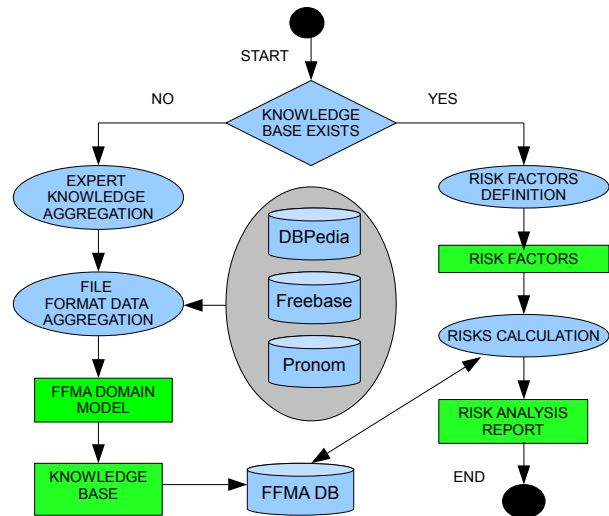 START
NO
YES
KNOWLEDGE
BASE EXISTS
EXPERT
KNOWLEDGE
AGGREGATION
RISK FACTORS
DEFINITION
DBPedia
RISK FACTORS
FILE
FORMAT DATA
AGGREGATION
Freebase
RISKS CALCULATION
Pronom
FFMA DOMAIN
MODEL
RISK ANALYSIS
REPORT
KNOWLEDGE
BASE
FFMA DB
END